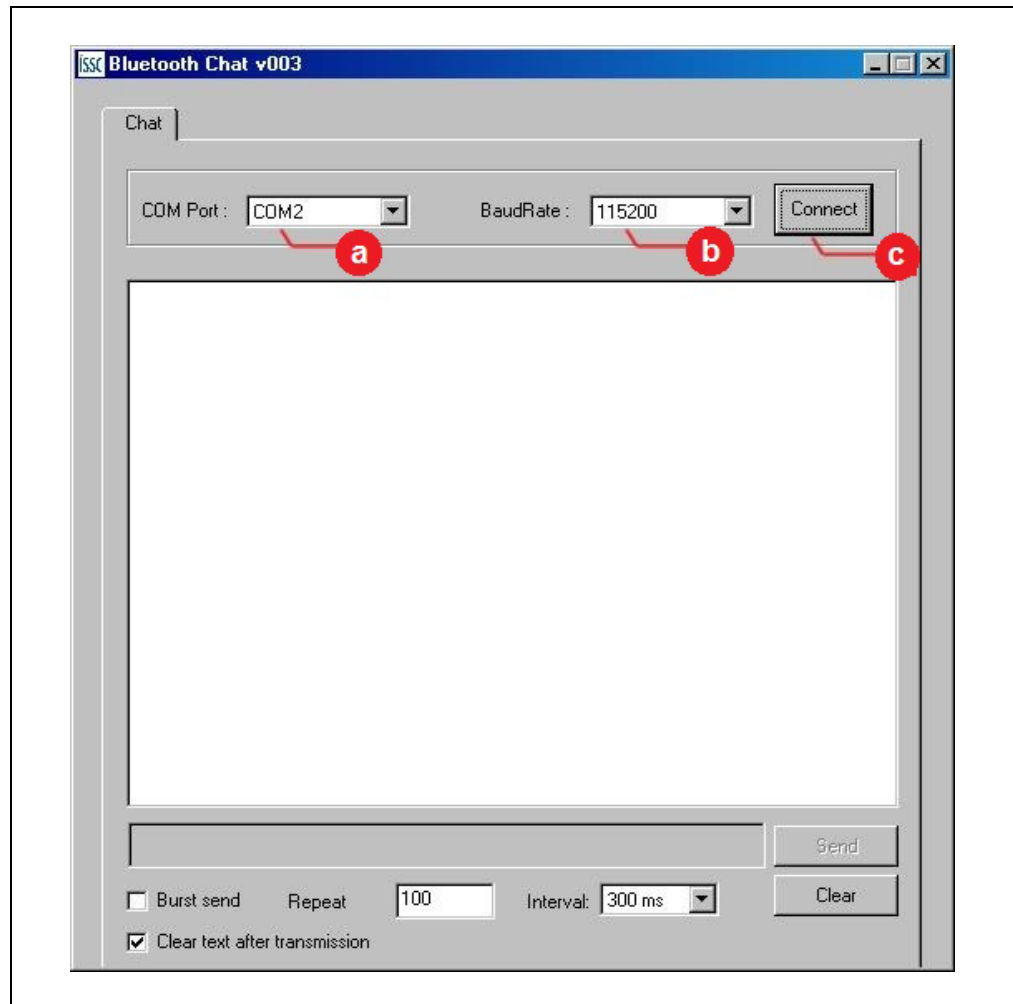 ISSC Bluetooth Chat v003
Chat
COM Port : COM2 BaudRate : 115200 Connect
a b c
Send
Burst send Repeat 100 Interval: 300 ms Clear
Clear text after transmission